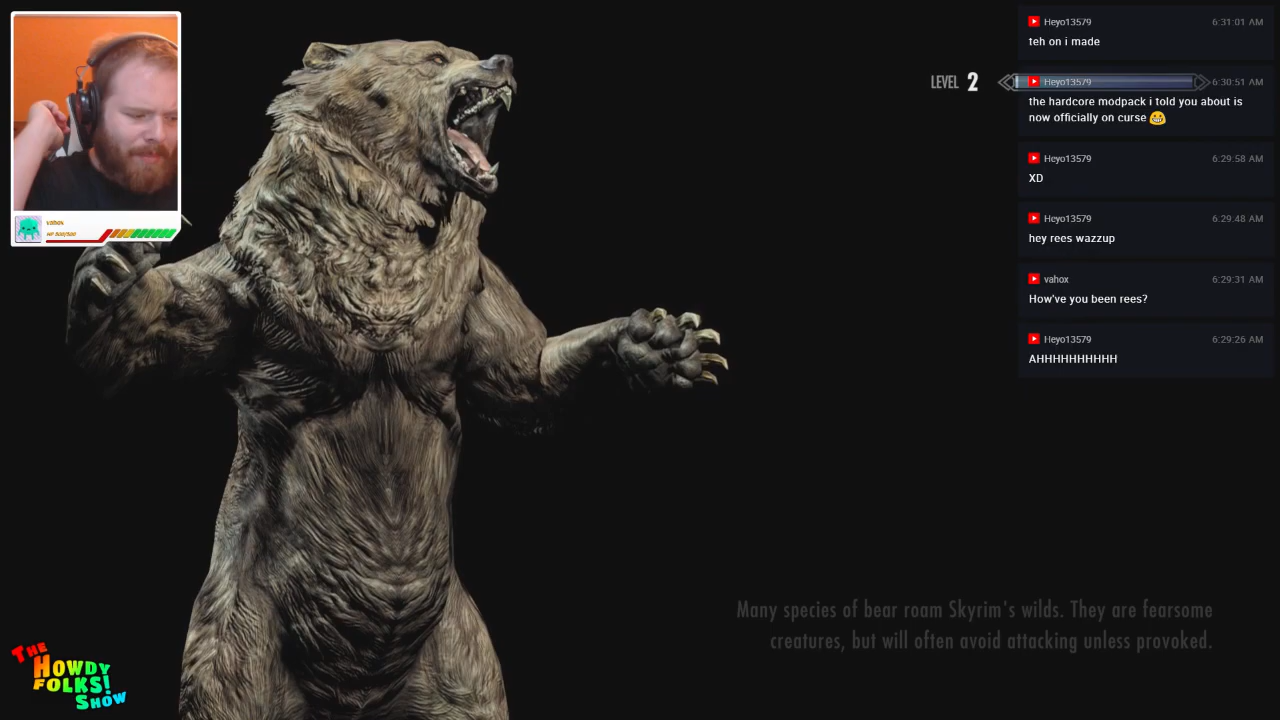 Heyo13579 6:31:01 AM
teh on i made
LEVEL 2
Heyo13579 6:30:51 AM
the hardcore modpack i told you about is
now officially on curse 😁
Heyo13579 6:29:58 AM
XD
Heyo13579 6:29:48 AM
hey rees wazzup
vahox 6:29:31 AM
How've you been rees?
Heyo13579 6:29:26 AM
AHHHHHHHHHH
vahox
HP 500/500
Many species of bear roam Skyrim's wilds. They are fearsome
creatures, but will often avoid attacking unless provoked.
THE
HOWDY
FOLKS!
SHOW